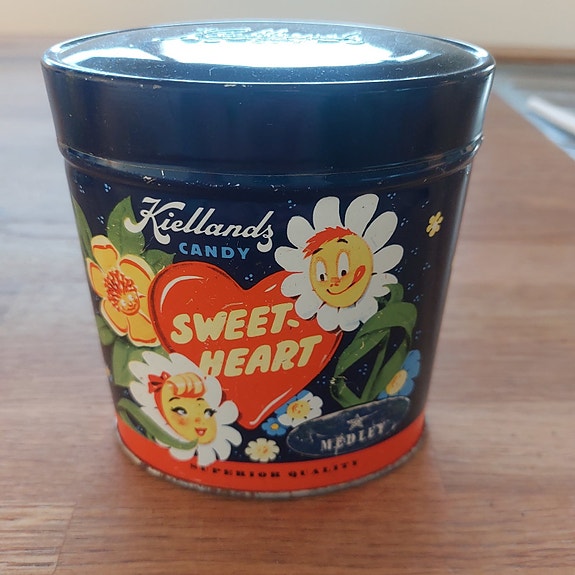 Kiellands
CANDY
SWEET-
HEART
MEDLEY
SUPERIOR QUALITY